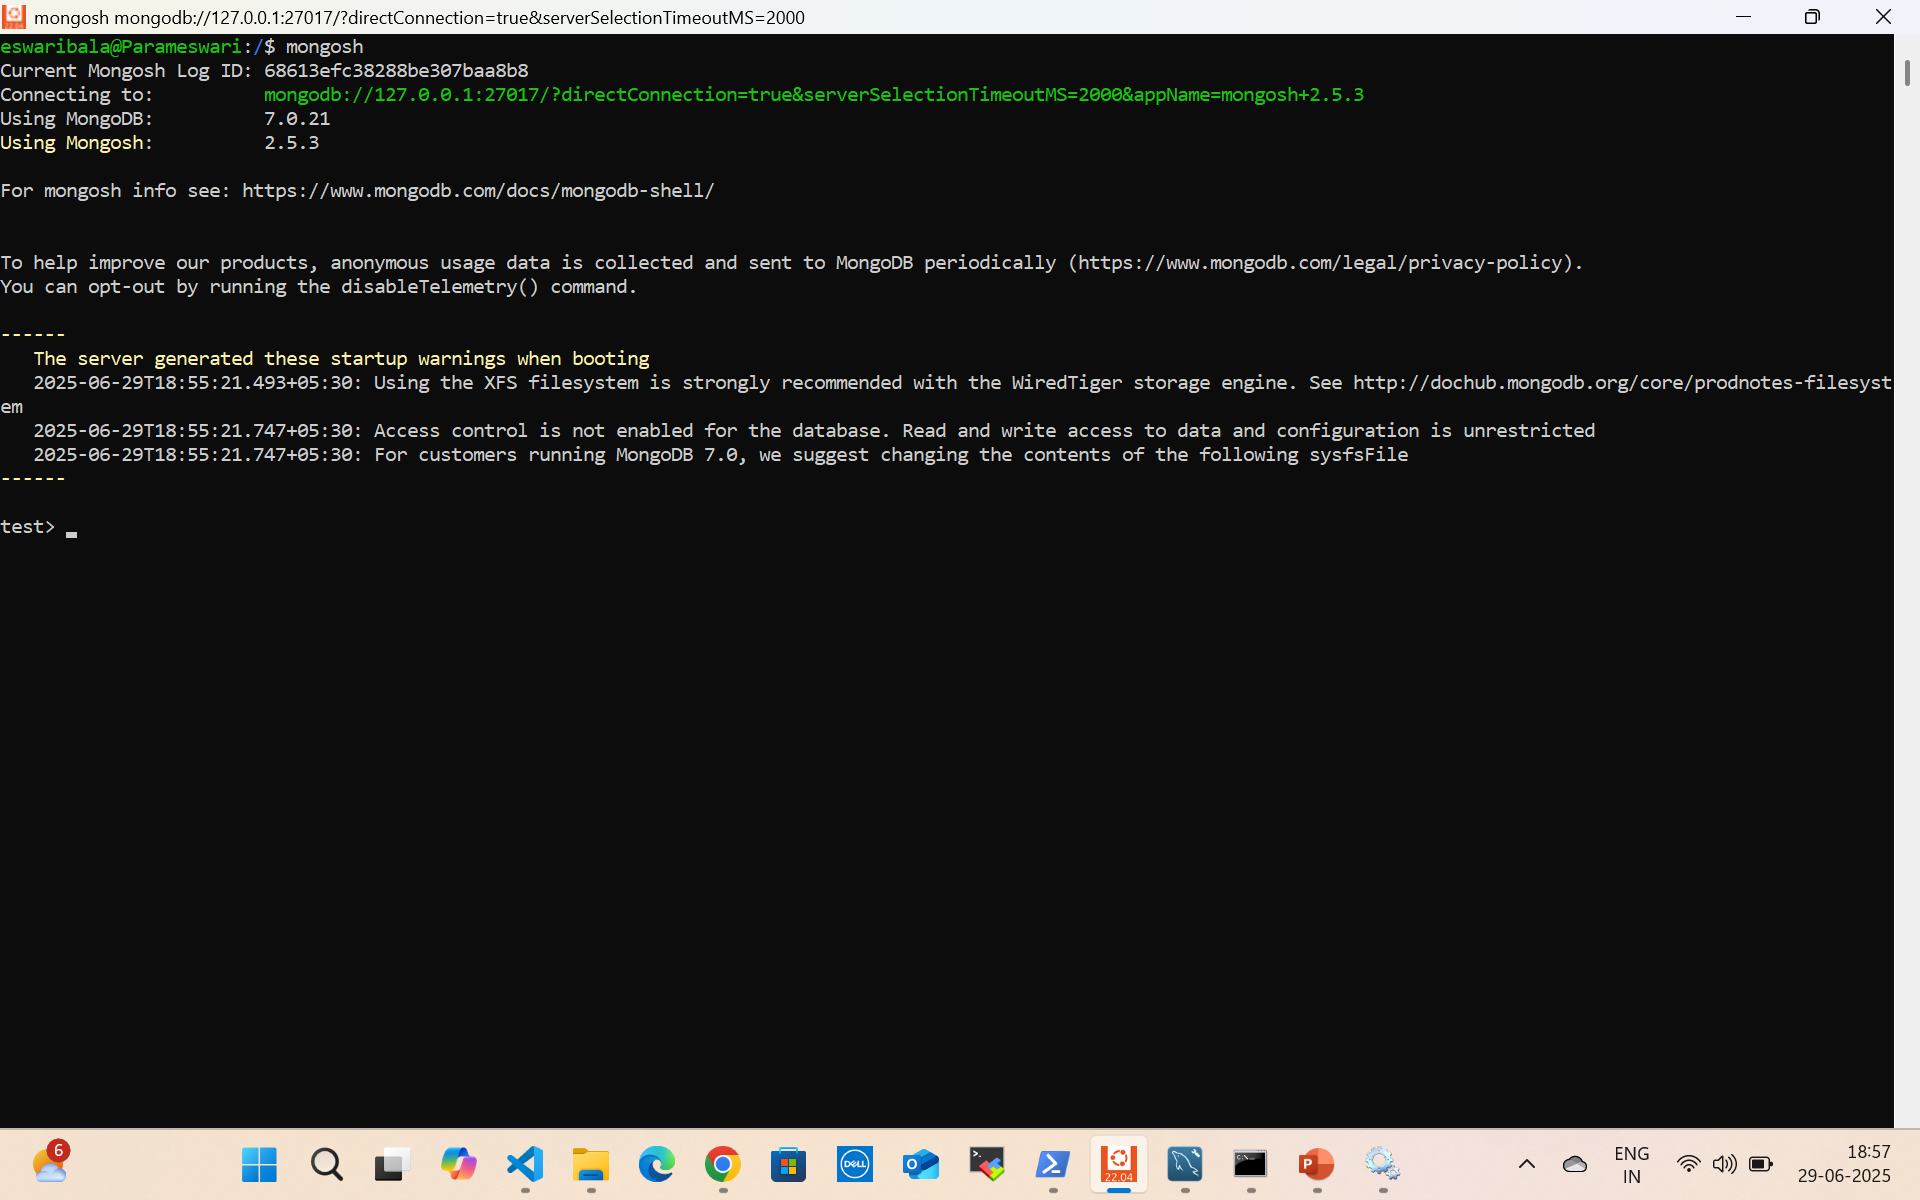 mongosh mongodb://127.0.0.1:27017/?directConnection=true&serverSelectionTimeoutMS=2000
eswaribala@Parameswari:/$ mongosh
Current Mongosh Log ID: 68613efc38288be307baa8b8
Connecting to:          mongodb://127.0.0.1:27017/?directConnection=true&serverSelectionTimeoutMS=2000&appName=mongosh+2.5.3
Using MongoDB:          7.0.21
Using Mongosh:          2.5.3
For mongosh info see: https://www.mongodb.com/docs/mongodb-shell/
To help improve our products, anonymous usage data is collected and sent to MongoDB periodically (https://www.mongodb.com/legal/privacy-policy).
You can opt-out by running the disableTelemetry() command.
------
   The server generated these startup warnings when booting
   2025-06-29T18:55:21.493+05:30: Using the XFS filesystem is strongly recommended with the WiredTiger storage engine. See http://dochub.mongodb.org/core/prodnotes-filesyst
em
   2025-06-29T18:55:21.747+05:30: Access control is not enabled for the database. Read and write access to data and configuration is unrestricted
   2025-06-29T18:55:21.747+05:30: For customers running MongoDB 7.0, we suggest changing the contents of the following sysfsFile
------
test>
6
DELL
22.04
ENG
IN
18:57
29-06-2025